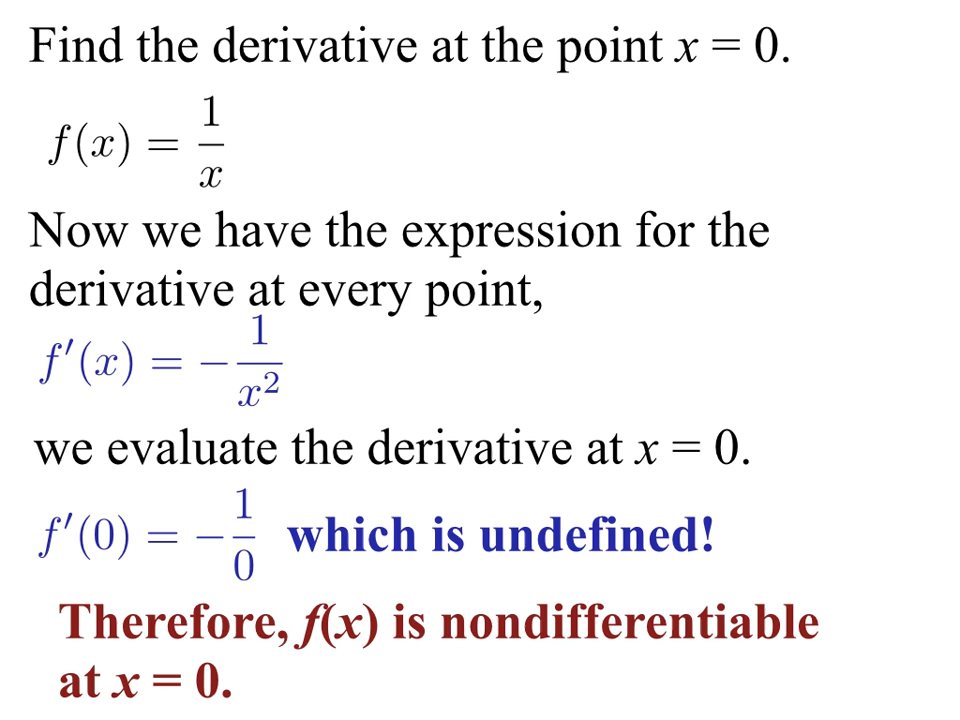 Find the derivative at the point x = 0.
f(x) = 1/x
Now we have the expression for the
derivative at every point,
f′(x) = −1/x²
we evaluate the derivative at x = 0.
f′(0) = −1/0 which is undefined!
Therefore, f(x) is nondifferentiable
at x = 0.